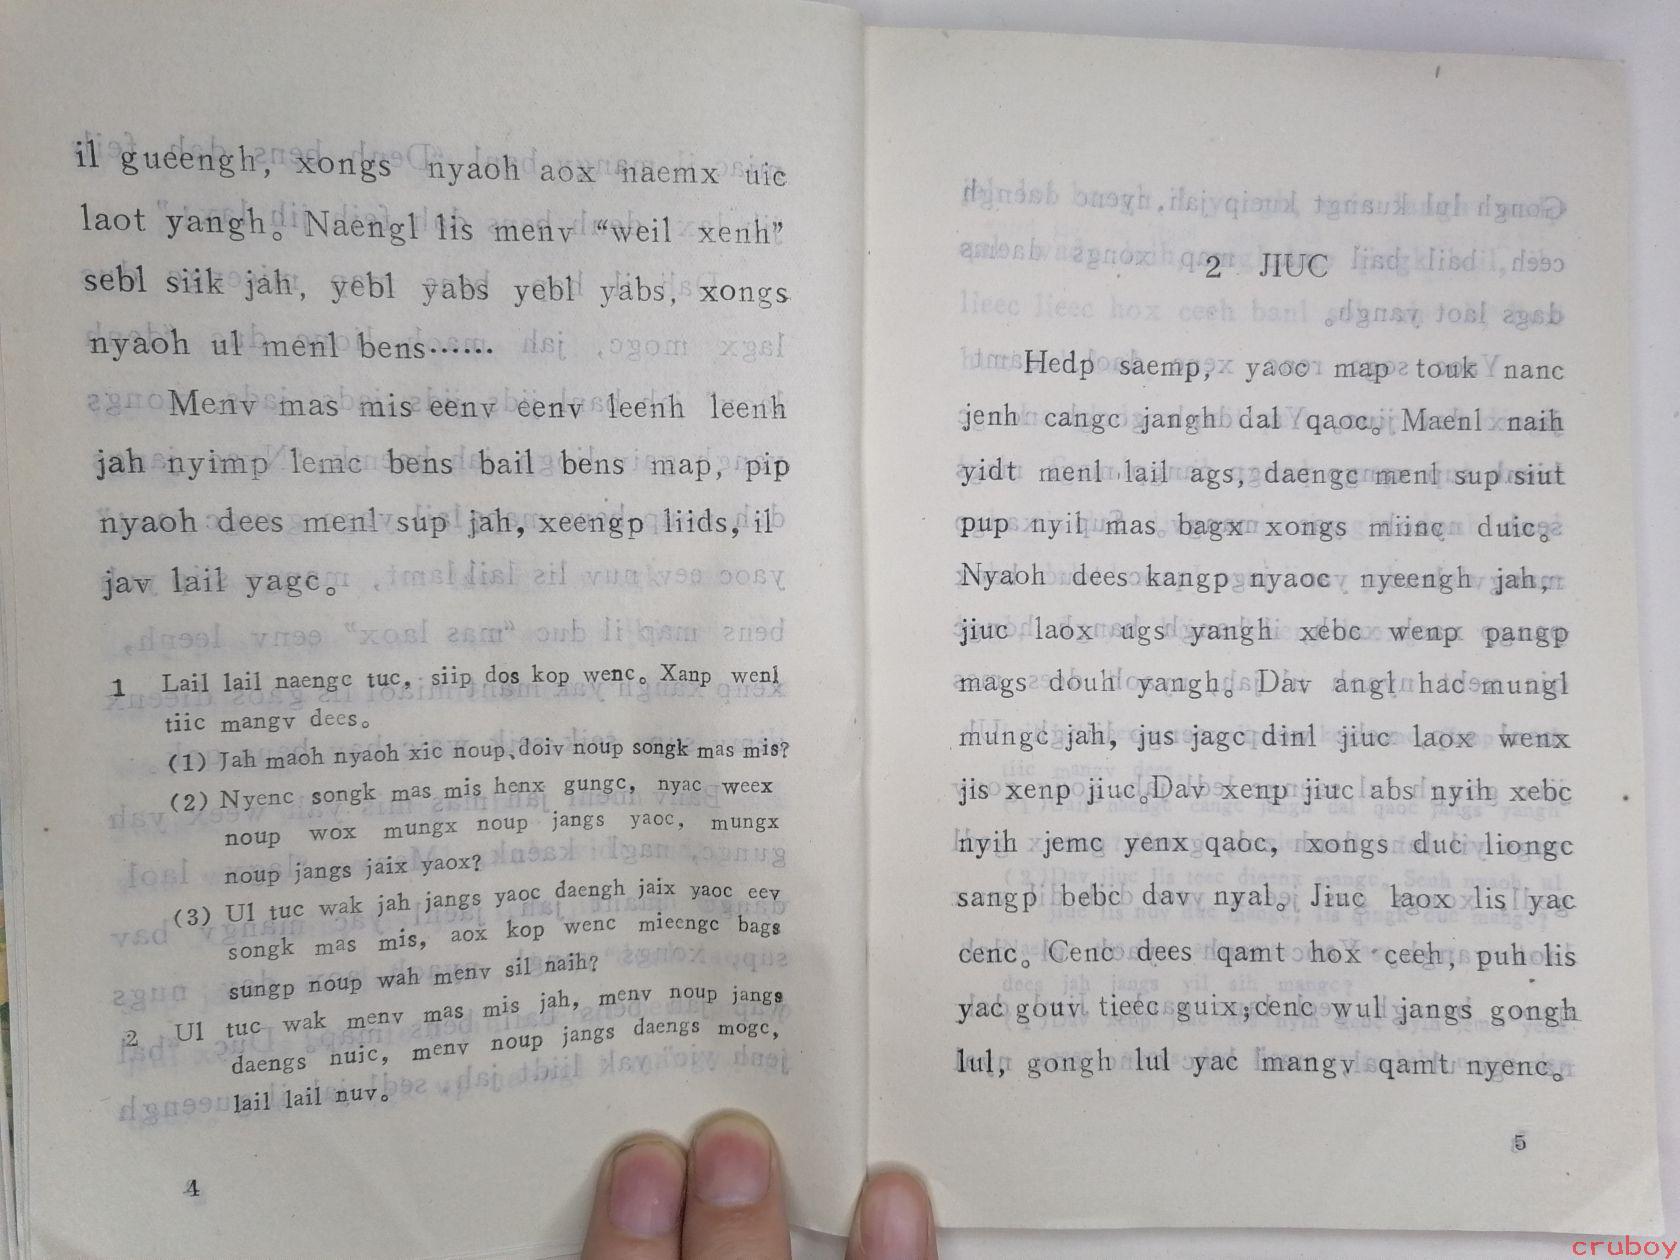 il gueengh, xongs nyaoh aox naemx uic
laot yangh。 Naengl lis menv “weil xenh”
sebl siik jah, yebl yabs yebl yabs, xongs
nyaoh ul menl bens……
Menv mas mis eenv eenv leenh leenh
jah nyimp lemc bens bail bens map, pip
nyaoh dees menl sup jah, xeengp liids, il
jav lail yagc。
1 Lail lail naengc tuc, siip dos kop wenc。 Xanp wenl
tiic mangv dees。
(1) Jah maoh nyaoh xic noup、doiv noup songk mas mis?
(2) Nyenc songk mas mis henx gungc, nyac weex
noup wox mungx noup jangs yaoc, mungx
noup jangs jaix yaox?
(3) Ul tuc wak jah jangs yaoc daengh jaix yaoc eev
songk mas mis, aox kop wenc mieengc bags
sungp noup wah menv sil naih?
2 Ul tuc wak menv mas mis jah, menv noup jangs
daengs nuic, menv noup jangs daengs mogc,
lail lail nuv。
4
2 JIUC
Hedp saemp, yaoc map touk nanc
jenh cangc jangh dal qaoc。 Maenl naih
yidt menl lail ags, daengc menl sup siut
pup nyil mas bagx xongs miinc duic。
Nyaoh dees kangp nyaoc nyeengh jah,
jiuc laox ugs yangh xebc wenp pangp
mags douh yangh。 Dav angl hac mungl
mungc jah, jus jagc dinl jiuc laox wenx
jis xenp jiuc。Dav xenp jiuc abs nyih xebc
nyih jemc yenx qaoc, xongs duc liongc
sangp bebc dav nyal。 Jiuc laox lis yac
cenc。 Cenc dees qamt hox ceeh, puh lis
yac gouv tieec guix;cenc wul jangs gongh
lul, gongh lul yac mangv qamt nyenc。
5
cruboy